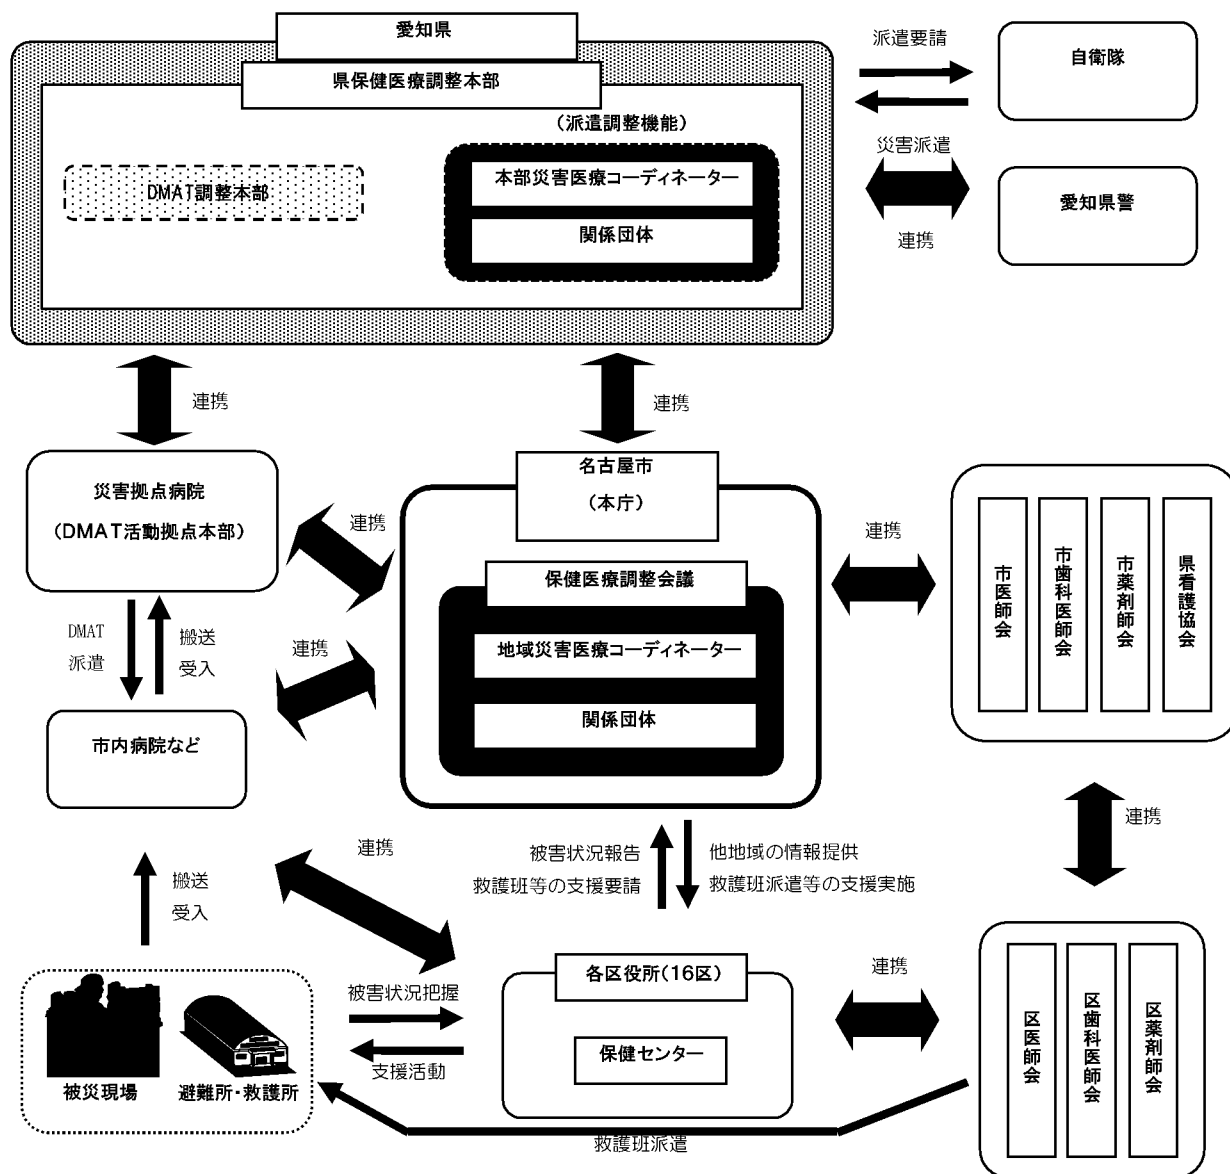 愛知県
県保健医療調整本部
(派遣調整機能)
DMAT調整本部
本部災害医療コーディネーター
関係団体
派遣要請
自衛隊
災害派遣
愛知県警
連携
連携
連携
災害拠点病院
(DMAT活動拠点本部)
連携
名古屋市
(本庁)
保健医療調整会議
地域災害医療コーディネーター
関係団体
連携
市医師会
市歯科医師会
市薬剤師会
県看護協会
DMAT
派遣
搬送
受入
連携
市内病院など
連携
被害状況報告
救護班等の支援要請
他地域の情報提供
救護班派遣等の支援実施
連携
搬送
受入
各区役所(16区)
保健センター
連携
区医師会
区歯科医師会
区薬剤師会
被害状況把握
支援活動
被災現場
避難所・救護所
救護班派遣